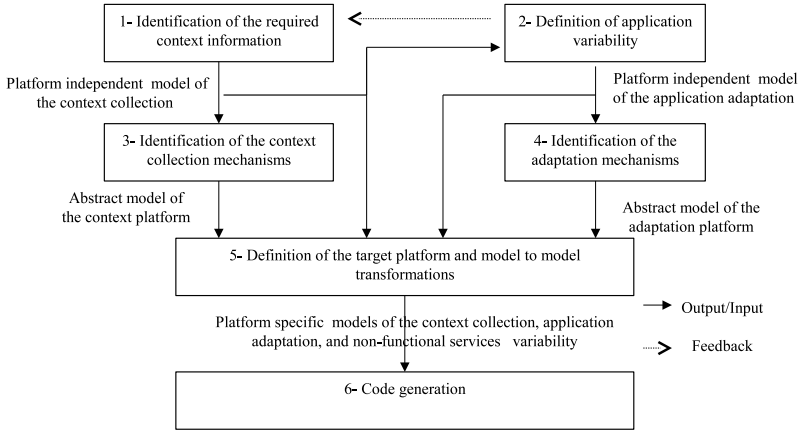 1- Identification of the required
context information
2- Definition of application
variability
Platform independent model of
the context collection
Platform independent model
of the application adaptation
3- Identification of the context
collection mechanisms
4- Identification of the
adaptation mechanisms
Abstract model of
the context platform
Abstract model of the
adaptation platform
5- Definition of the target platform and model to model
transformations
Output/Input
Platform specific models of the context collection, application
adaptation, and non-functional services variability
Feedback
6- Code generation